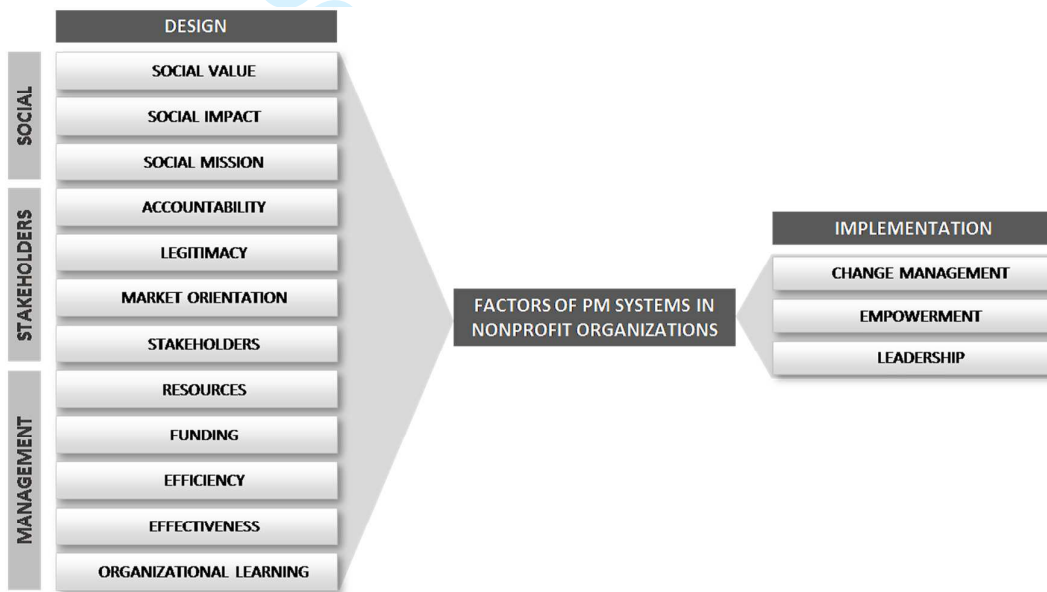 DESIGN
SOCIAL
SOCIAL VALUE
SOCIAL IMPACT
SOCIAL MISSION
STAKEHOLDERS
ACCOUNTABILITY
LEGITIMACY
MARKET ORIENTATION
STAKEHOLDERS
MANAGEMENT
RESOURCES
FUNDING
EFFICIENCY
EFFECTIVENESS
ORGANIZATIONAL LEARNING
FACTORS OF PM SYSTEMS IN
NONPROFIT ORGANIZATIONS
IMPLEMENTATION
CHANGE MANAGEMENT
EMPOWERMENT
LEADERSHIP